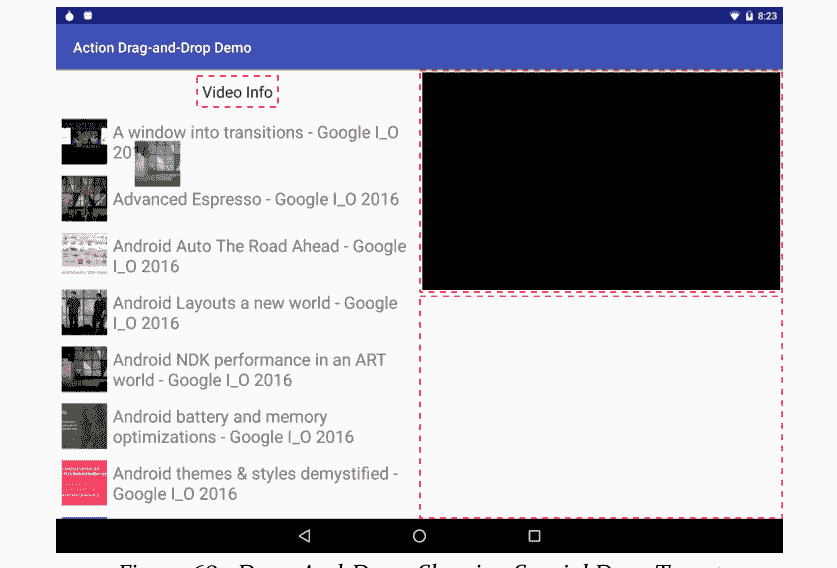 8:23
Action Drag-and-Drop Demo
Video Info
A window into transitions - Google I_O
Advanced Espresso - Google I_O 2016
Android Auto The Road Ahead - Google
I_O 2016
Android Layouts a new world - Google
I_O 2016
Android NDK performance in an ART
world - Google I_O 2016
Android battery and memory
optimizations - Google I_O 2016
Android themes & styles demystified -
Google I_O 2016